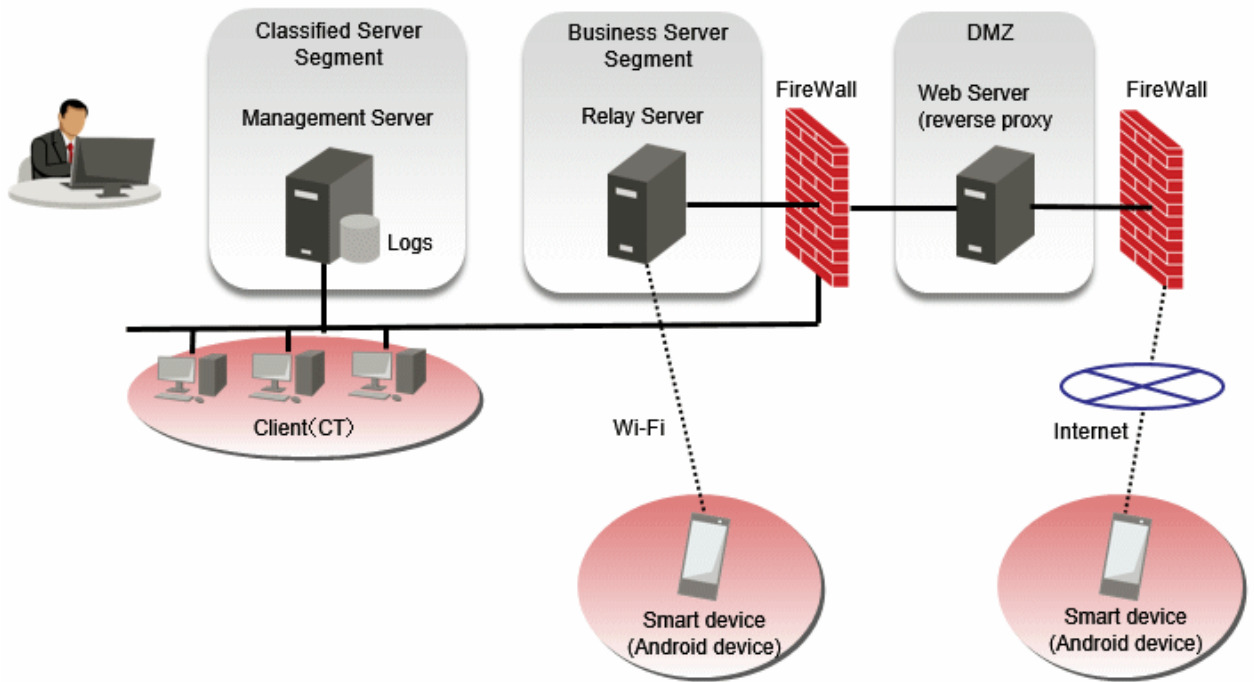 Classified Server
Segment
Management Server
Logs
Business Server
Segment
Relay Server
FireWall
DMZ
Web Server
(reverse proxy
FireWall
Client(CT)
Wi-Fi
Internet
Smart device
(Android device)
Smart device
(Android device)